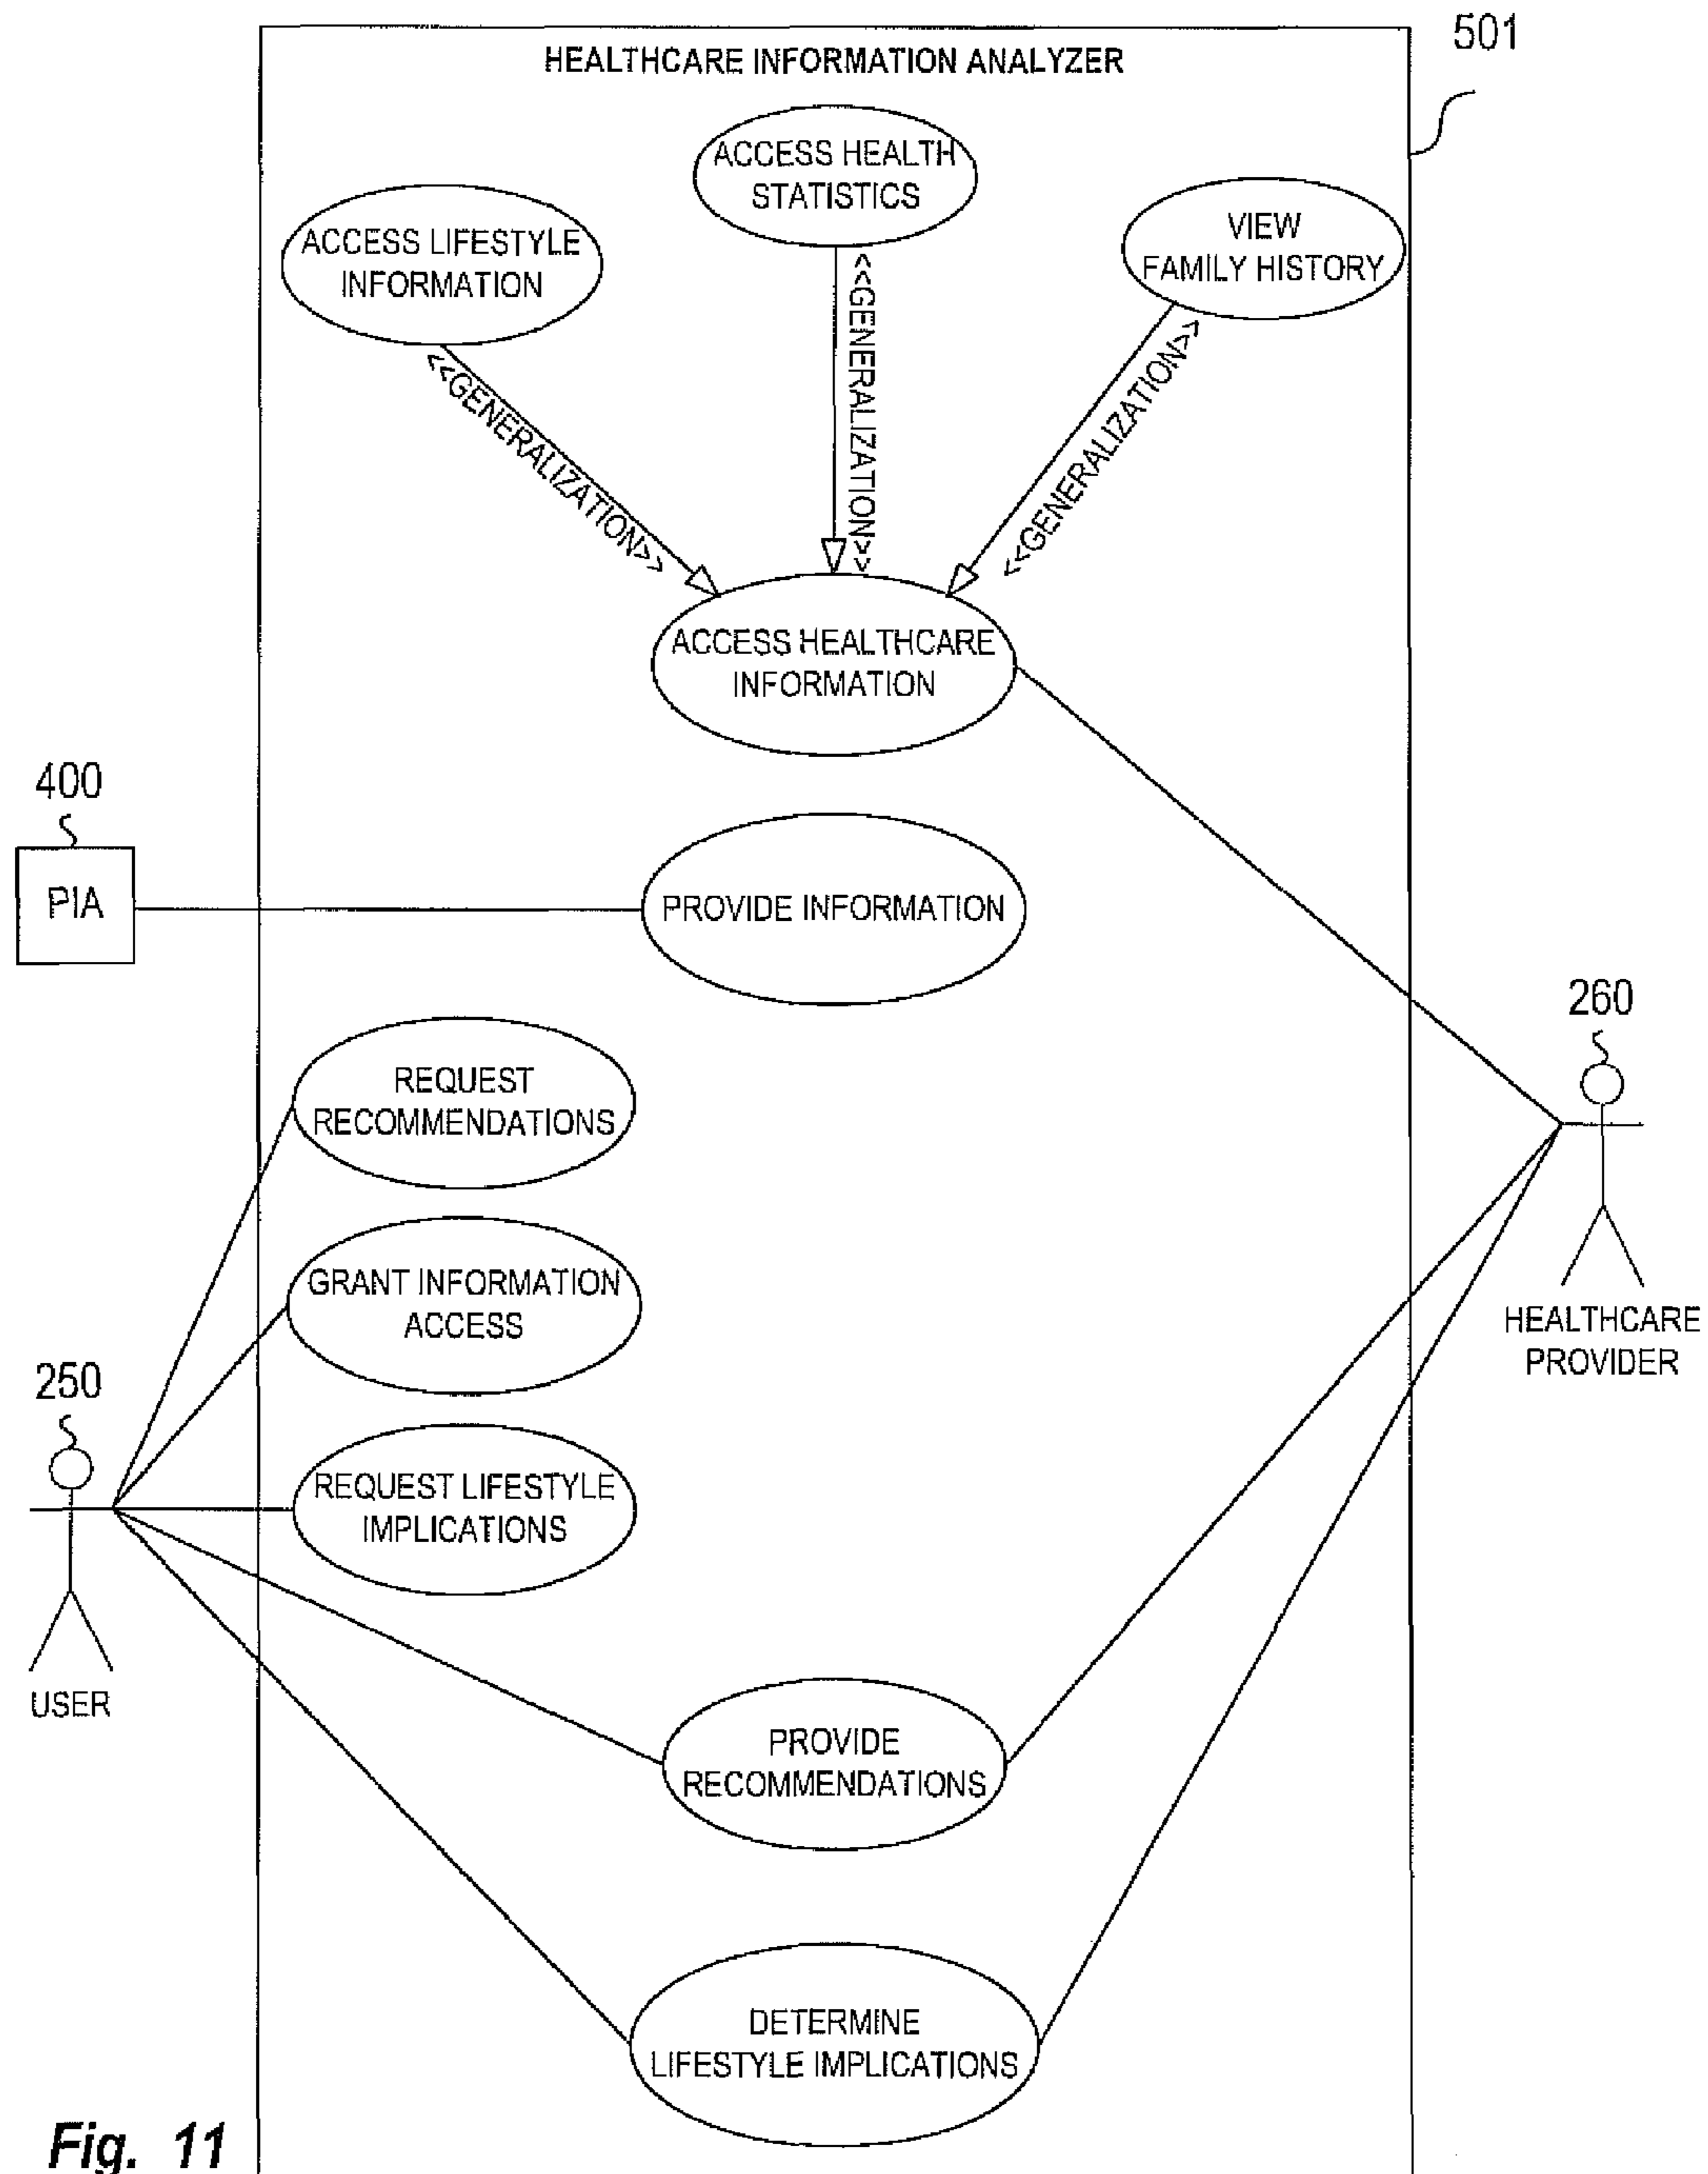 501
HEALTHCARE INFORMATION ANALYZER
ACCESS HEALTH
STATISTICS
ACCESS LIFESTYLE
INFORMATION
VIEW
FAMILY HISTORY
<<GENERALIZATION>>
<<GENERALIZATION>>
<<GENERALIZATION>>
ACCESS HEALTHCARE
INFORMATION
400
PIA
PROVIDE INFORMATION
260
REQUEST
RECOMMENDATIONS
GRANT INFORMATION
ACCESS
HEALTHCARE
PROVIDER
250
REQUEST LIFESTYLE
IMPLICATIONS
USER
PROVIDE
RECOMMENDATIONS
DETERMINE
LIFESTYLE IMPLICATIONS
Fig. 11